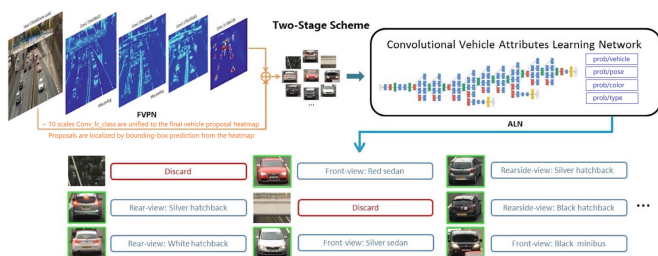 Two-Stage Scheme
Convolutional Vehicle Attributes Learning Network
prob/vehicle
prob/pose
prob/color
prob/type
...
FVPN
ALN
~ 10 scales Conv_fc_class are unified to the final vehicle proposal heatmap
Proposals are localized by bounding-box prediction from the heatmap
Discard
Front-view: Red sedan
Rearside-view: Silver hatchback
Rear-view: Silver hatchback
Discard
Rearside-view: Black hatchback
...
Rear-view: White hatchback
Front-view: Silver sedan
Front-view: Black minibus